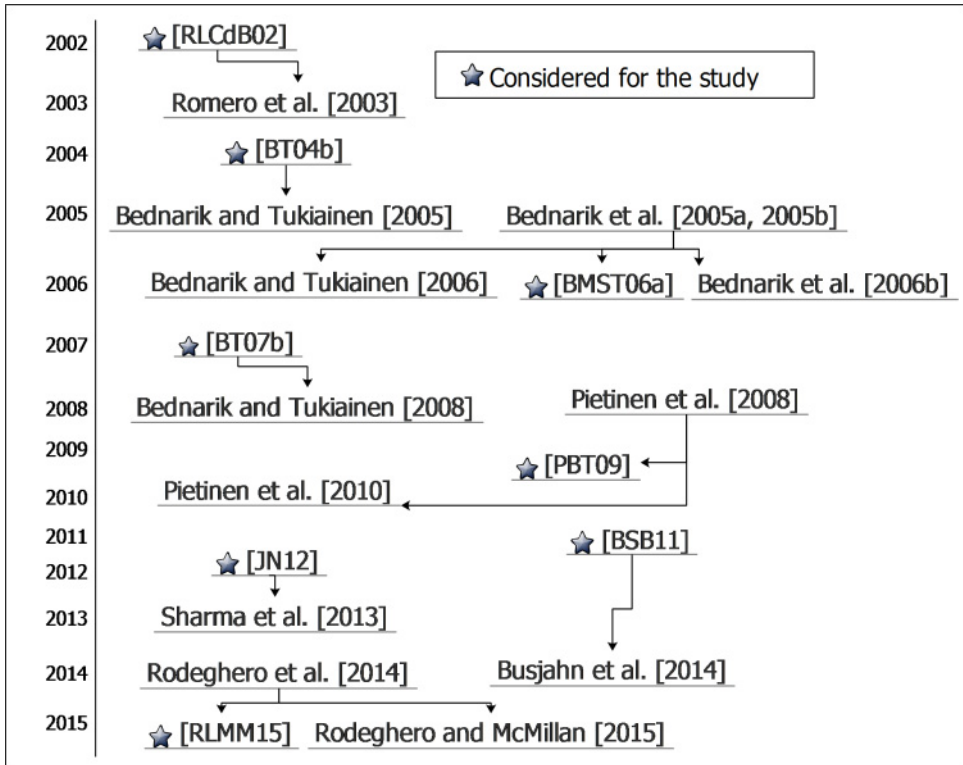 2002
[RLCdB02]
Considered for the study
2003
Romero et al. [2003]
2004
[BT04b]
2005
Bednarik and Tukiainen [2005]
Bednarik et al. [2005a, 2005b]
2006
Bednarik and Tukiainen [2006]
[BMST06a]
Bednarik et al. [2006b]
2007
[BT07b]
2008
Bednarik and Tukiainen [2008]
Pietinen et al. [2008]
2009
[PBT09]
2010
Pietinen et al. [2010]
2011
[BSB11]
2012
[JN12]
2013
Sharma et al. [2013]
2014
Rodeghero et al. [2014]
Busjahn et al. [2014]
2015
[RLMM15]
Rodeghero and McMillan [2015]